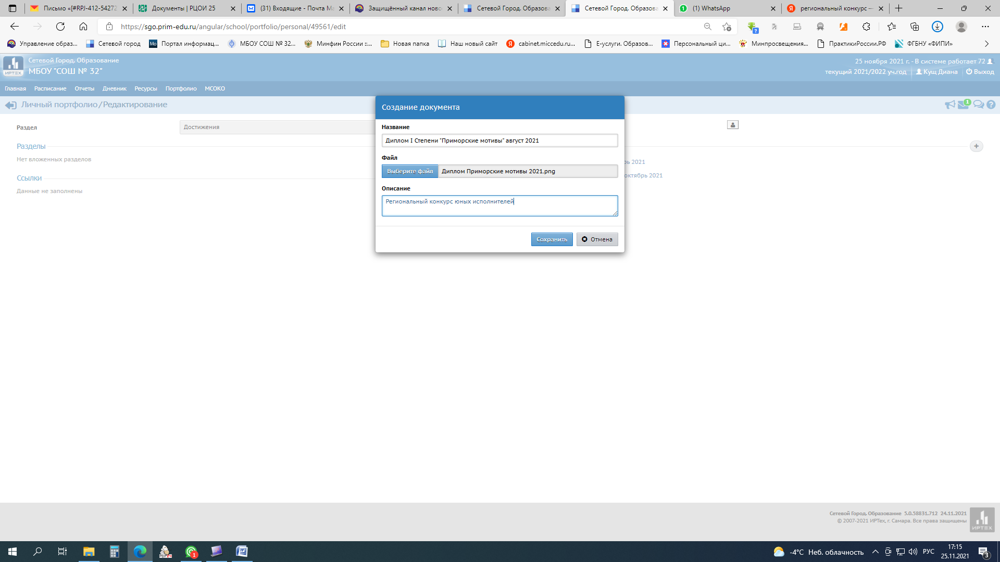 Письмо «[#RPJ-412-54272
Документы | РЦОИ 25
(31) Входящие - Почта Ma
Защищённый канал ново
Сетевой Город. Образова
Сетевой Город. Образова
(1) WhatsApp
региональный конкурс —
https://sgo.prim-edu.ru/angular/school/portfolio/personal/49561/edit
Управление образ...
Сетевой город
Портал информац...
МБОУ СОШ № 32...
Минфин России ::...
Новая папка
Наш новый сайт
cabinet.miccedu.ru...
Е-услуги. Образов...
Персональный ци...
Минпросвещения...
ПрактикиРоссии.РФ
ФГБНУ «ФИПИ»
ИРТЕХ
Сетевой Город. Образование
МБОУ "СОШ № 32"
25 ноября 2021 г. - В системе работает 72
текущий 2021/2022 уч.год
Кущ Диана
Выход
Главная
Расписание
Отчеты
Дневник
Ресурсы
Портфолио
МСОКО
Личный портфолио/Редактирование
1
Раздел
Достижения
Разделы
Нет вложенных разделов
Ссылки
Данные не заполнены
рь 2021
октябрь 2021
Создание документа
Название
Диплом I Степени "Приморские мотивы" август 2021
Файл
Выберите файл
Диплом Приморские мотивы 2021.png
Описание
Региональный конкурс юных исполнителей
Сохранить
Отмена
Сетевой Город. Образование 5.0.58831.712 24.11.2021
© 2007-2021 ИРТех, г. Самара. Все права защищены
ИРТЕХ
-4°C Неб. облачность
РУС
17:15
25.11.2021
3